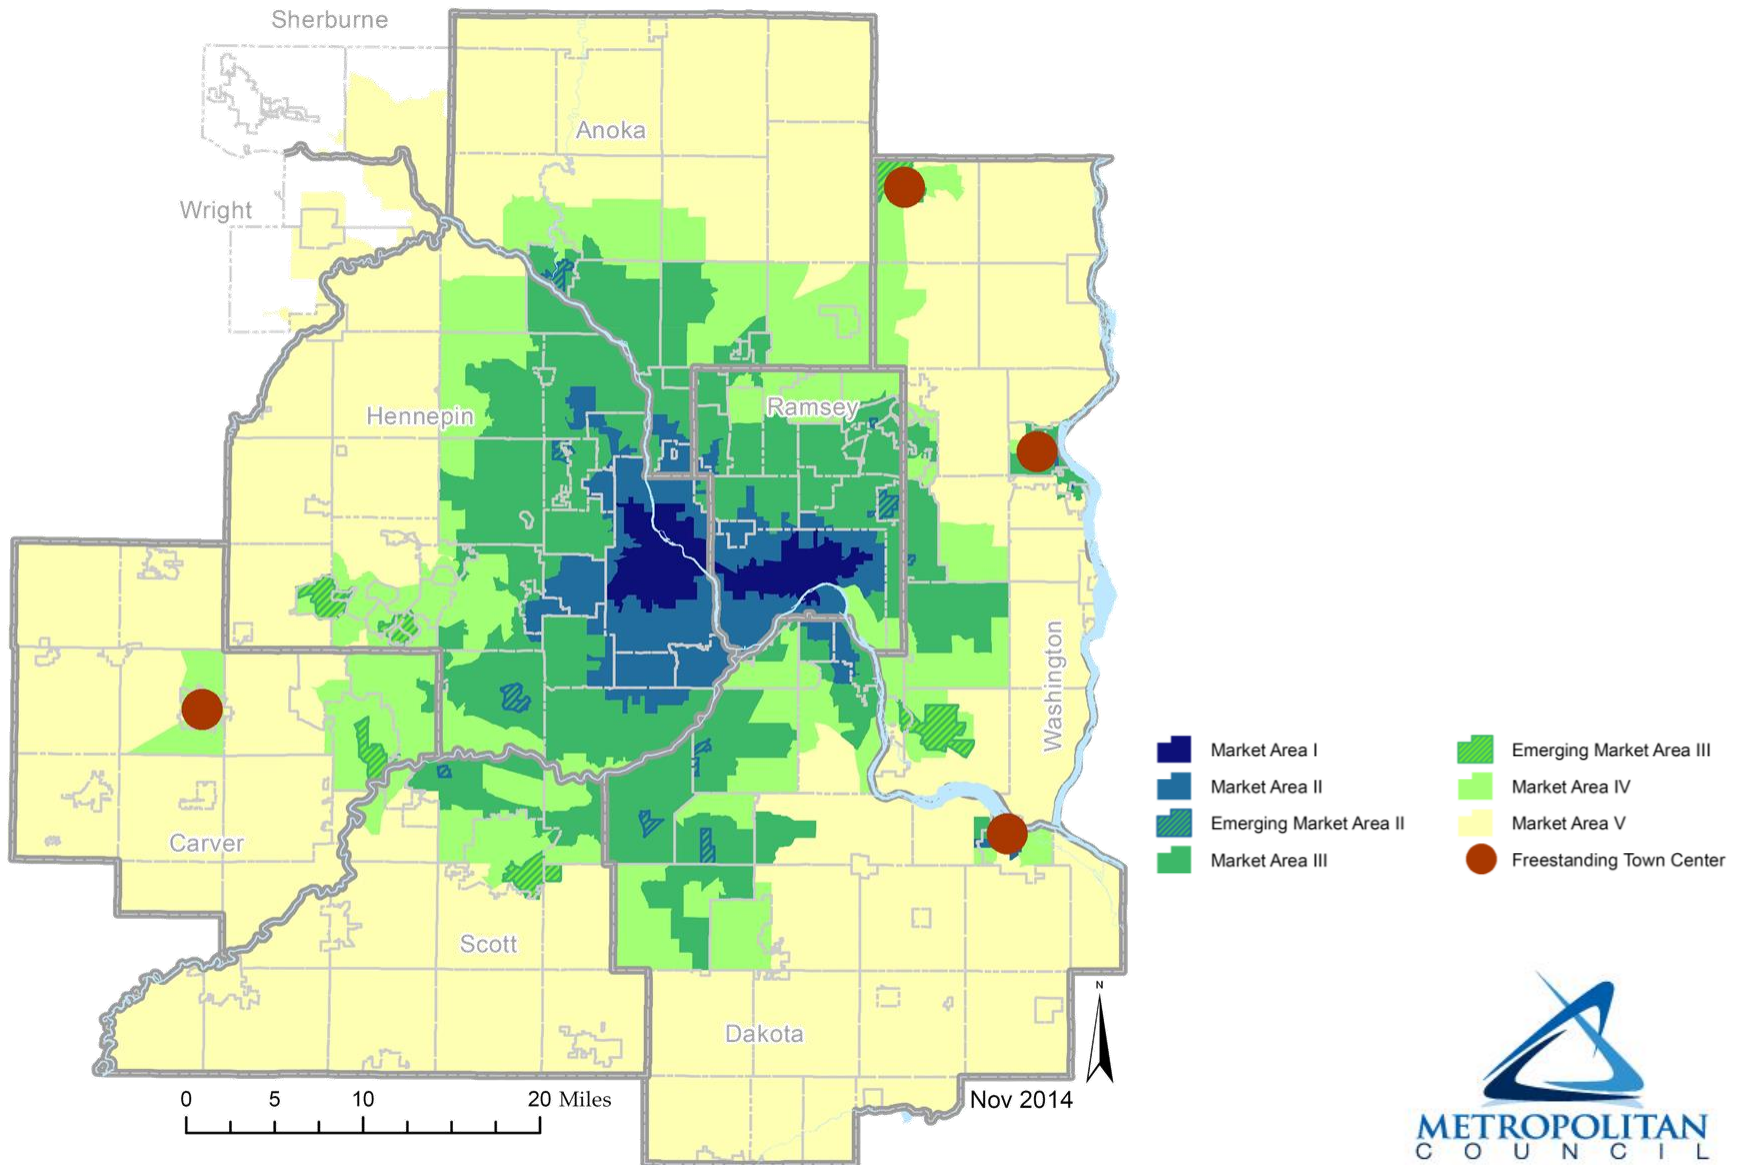 Sherburne
Anoka
Wright
Ramsey
Hennepin
Washington
Carver
Scott
Dakota
Market Area I
Market Area II
Emerging Market Area II
Market Area III
Emerging Market Area III
Market Area IV
Market Area V
Freestanding Town Center
N
0 5 10 20 Miles
Nov 2014
METROPOLITAN
COUNCIL